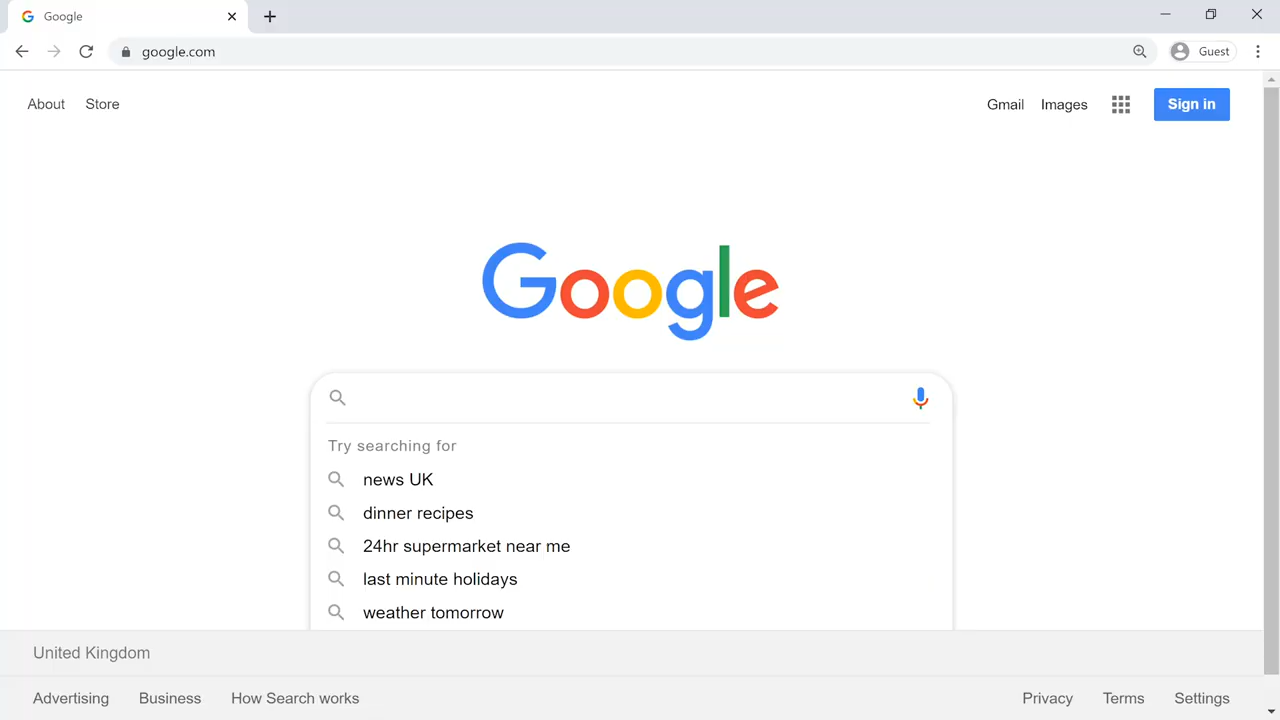 Google
google.com
Guest
About Store Gmail Images Sign in
Google
Try searching for
news UK
dinner recipes
24hr supermarket near me
last minute holidays
weather tomorrow
United Kingdom
Advertising Business How Search works Privacy Terms Settings